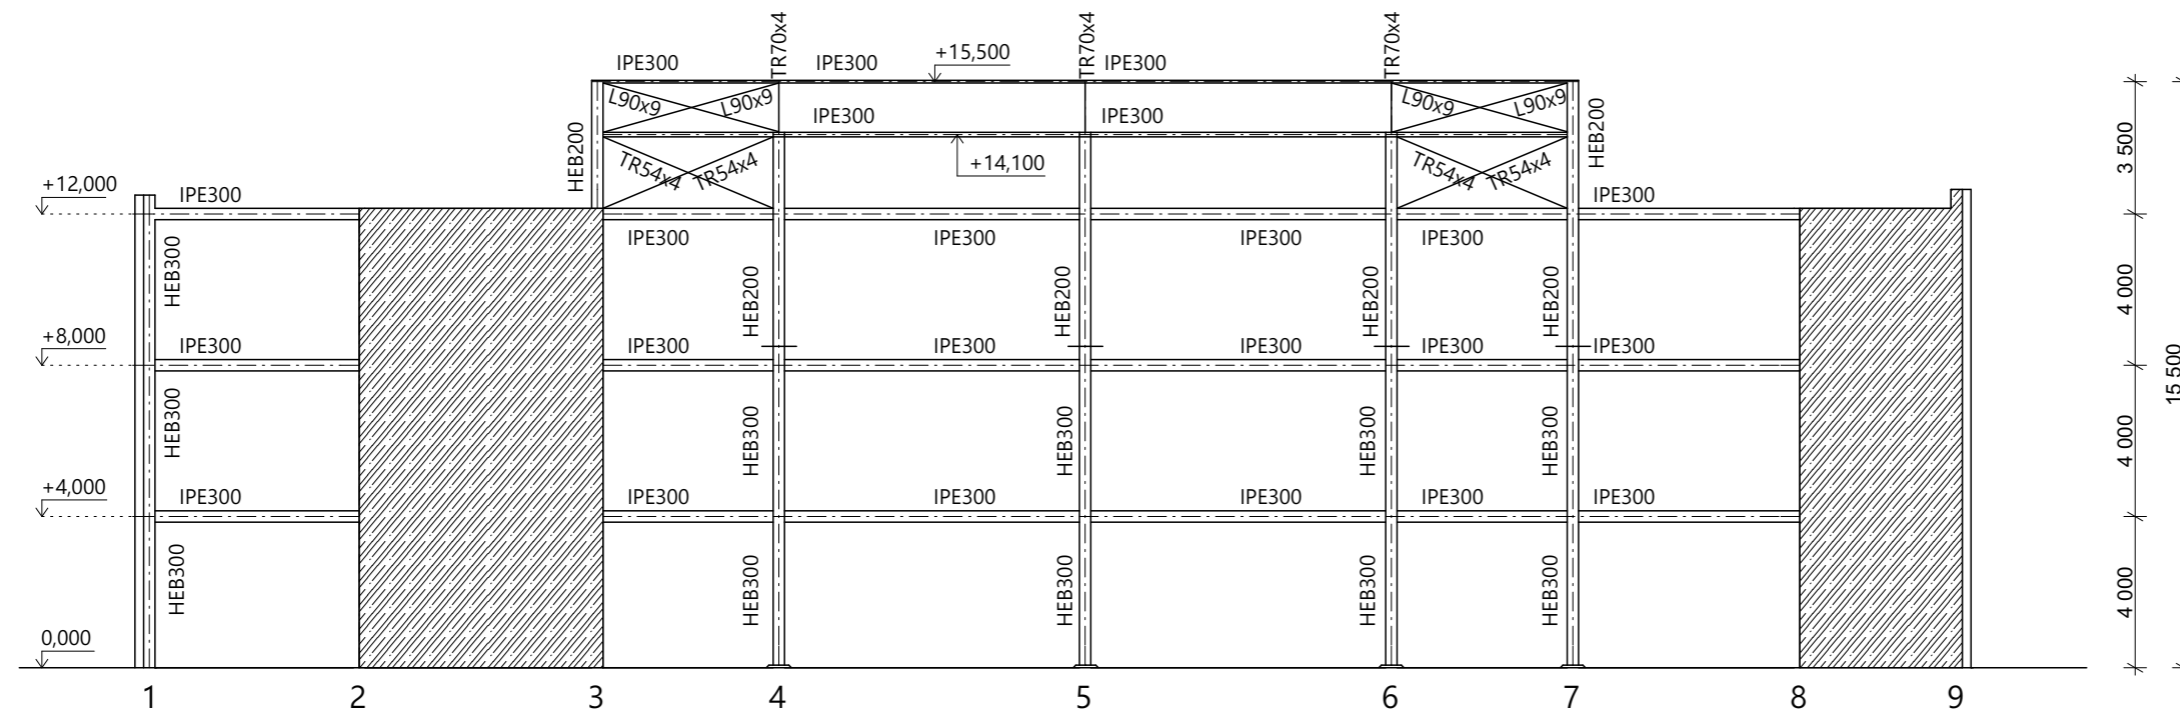 TR70x4 TR70x4 TR70x4
IPE300 IPE300 +15,500 IPE300
L90x9 L90x9 L90x9 L90x9
IPE300 IPE300
HEB200 HEB200
3 500
+14,100
TR54x4 TR54x4 TR54x4 TR54x4
+12,000 IPE300 IPE300
IPE300 IPE300 IPE300 IPE300
HEB300 HEB200 HEB200 HEB200 HEB200
4 000
+8,000 IPE300 IPE300 IPE300 IPE300 IPE300 IPE300
15 500
HEB300 HEB300 HEB300 HEB300 HEB300
4 000
+4,000 IPE300 IPE300 IPE300 IPE300 IPE300 IPE300
HEB300 HEB300 HEB300 HEB300 HEB300
4 000
0,000
1 2 3 4 5 6 7 8 9